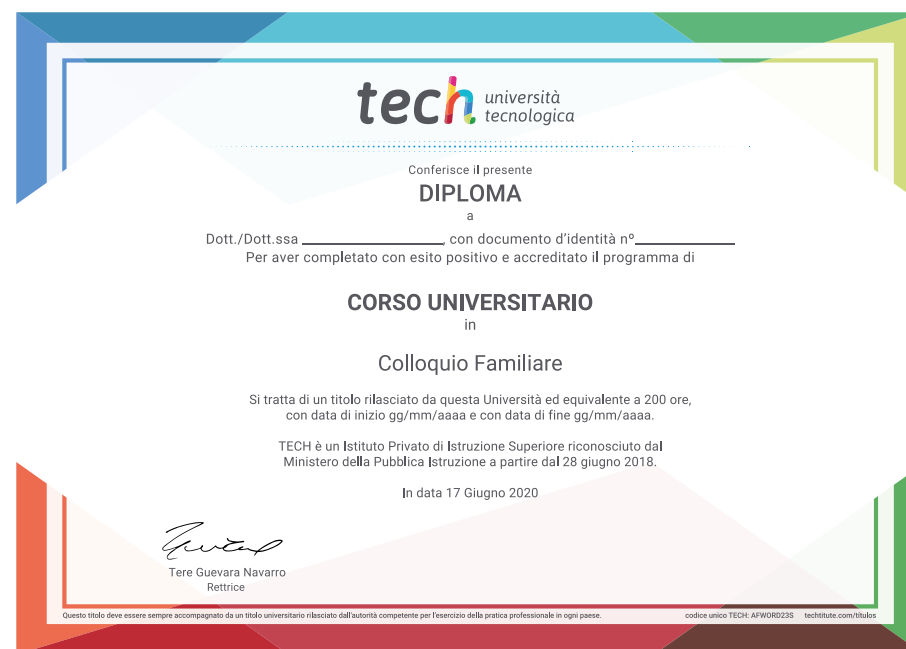 tech università
tecnologica
Conferisce il presente
DIPLOMA
a
Dott./Dott.ssa ____________________, con documento d'identità nº______________
Per aver completato con esito positivo e accreditato il programma di
CORSO UNIVERSITARIO
in
Colloquio Familiare
Si tratta di un titolo rilasciato da questa Università ed equivalente a 200 ore,
con data di inizio gg/mm/aaaa e con data di fine gg/mm/aaaa.
TECH è un Istituto Privato di Istruzione Superiore riconosciuto dal
Ministero della Pubblica Istruzione a partire dal 28 giugno 2018.
In data 17 Giugno 2020
Tere Guevara Navarro
Rettrice
Questo titolo deve essere sempre accompagnato da un titolo universitario rilasciato dall'autorità competente per l'esercizio della pratica professionale in ogni paese. codice unico TECH: AFWORD23S techtitute.com/títulos